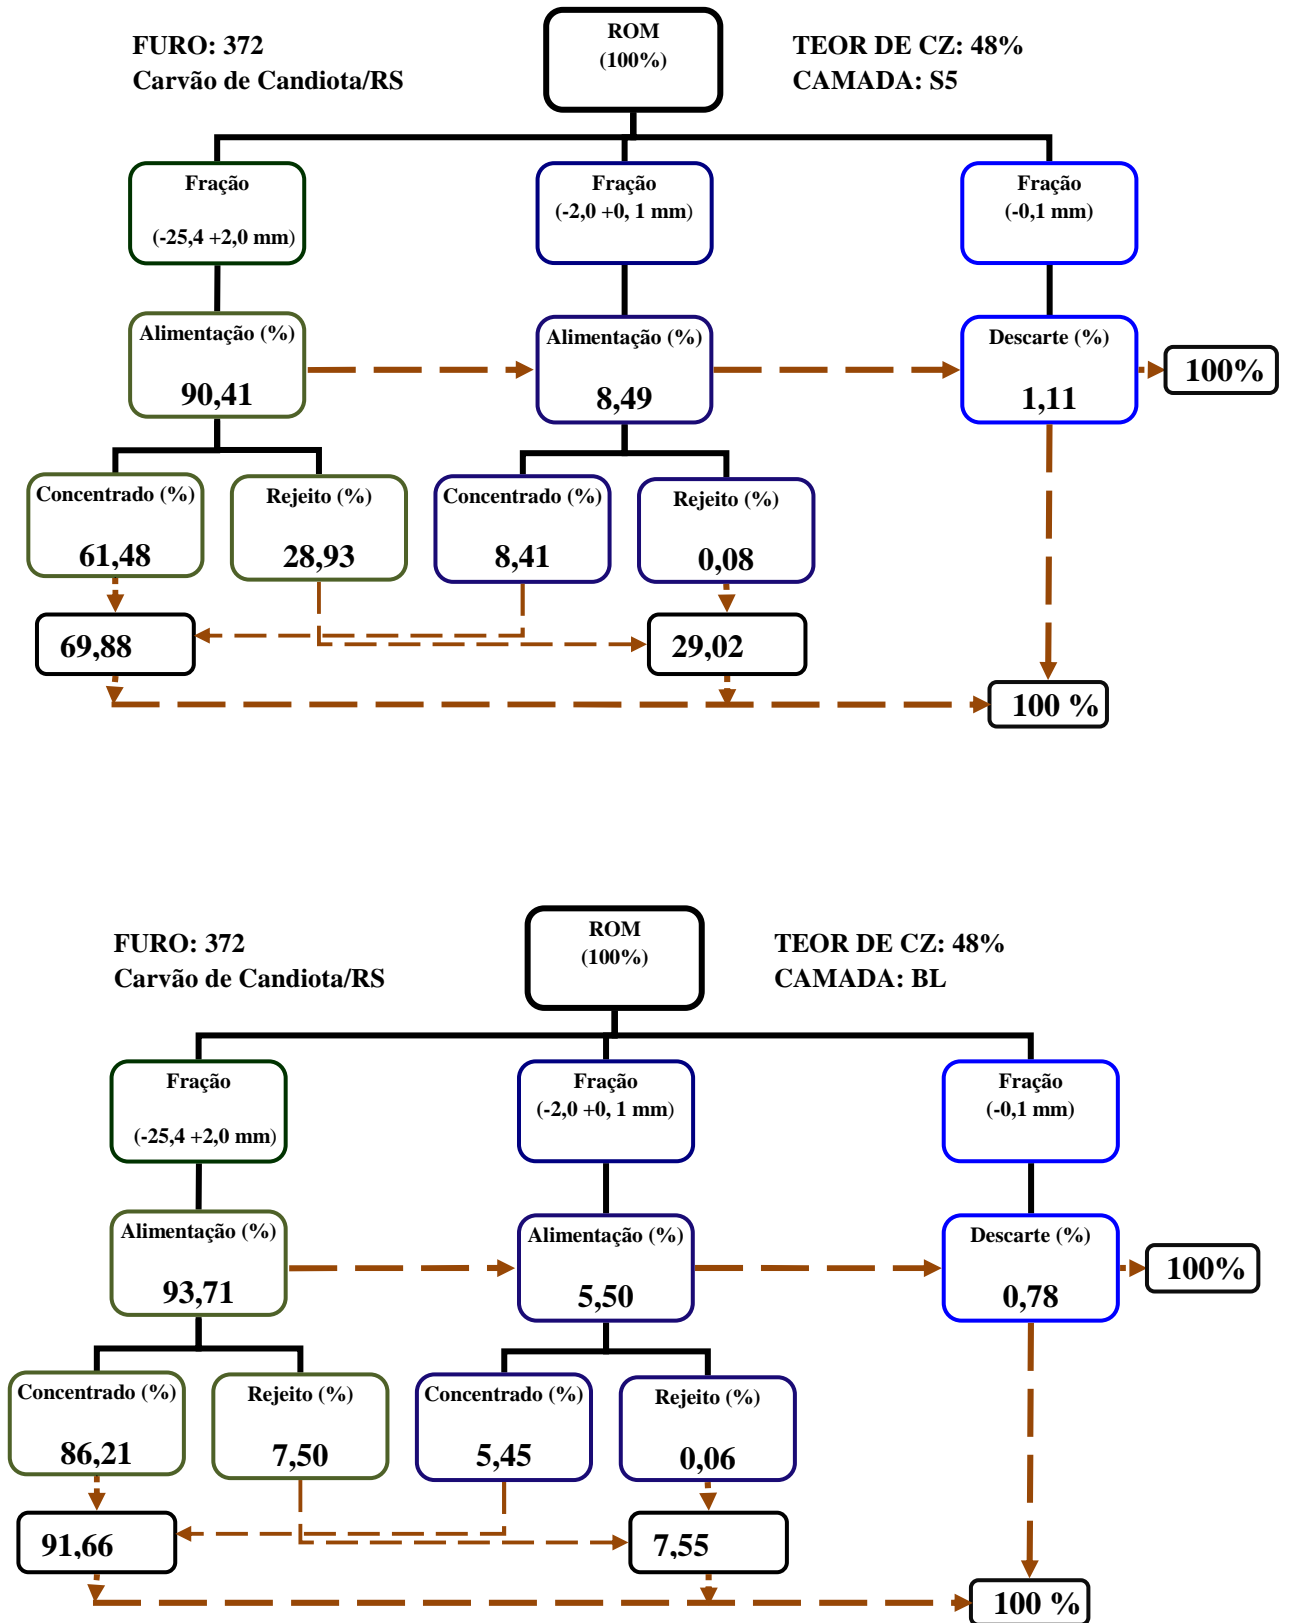 FURO: 372
Carvão de Candiota/RS
ROM
(100%)
TEOR DE CZ: 48%
CAMADA: S5
Fração
(-25,4 +2,0 mm)
Fração
(-2,0 +0, 1 mm)
Fração
(-0,1 mm)
Alimentação (%)
90,41
Alimentação (%)
8,49
Descarte (%)
1,11
100%
Concentrado (%)
61,48
Rejeito (%)
28,93
Concentrado (%)
8,41
Rejeito (%)
0,08
69,88
29,02
100 %
FURO: 372
Carvão de Candiota/RS
ROM
(100%)
TEOR DE CZ: 48%
CAMADA: BL
Fração
(-25,4 +2,0 mm)
Fração
(-2,0 +0, 1 mm)
Fração
(-0,1 mm)
Alimentação (%)
93,71
Alimentação (%)
5,50
Descarte (%)
0,78
100%
Concentrado (%)
86,21
Rejeito (%)
7,50
Concentrado (%)
5,45
Rejeito (%)
0,06
91,66
7,55
100 %